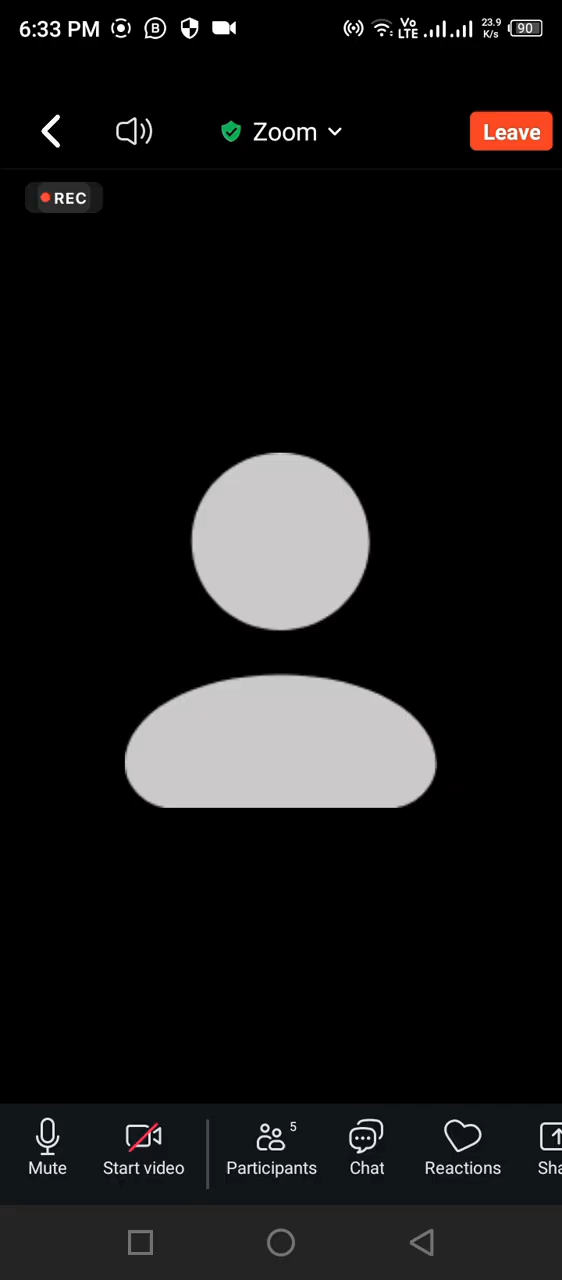 6:33 PM B Vo LTE 23.9 K/s 90
Zoom Leave
REC
5
Mute Start video Participants Chat Reactions Sha